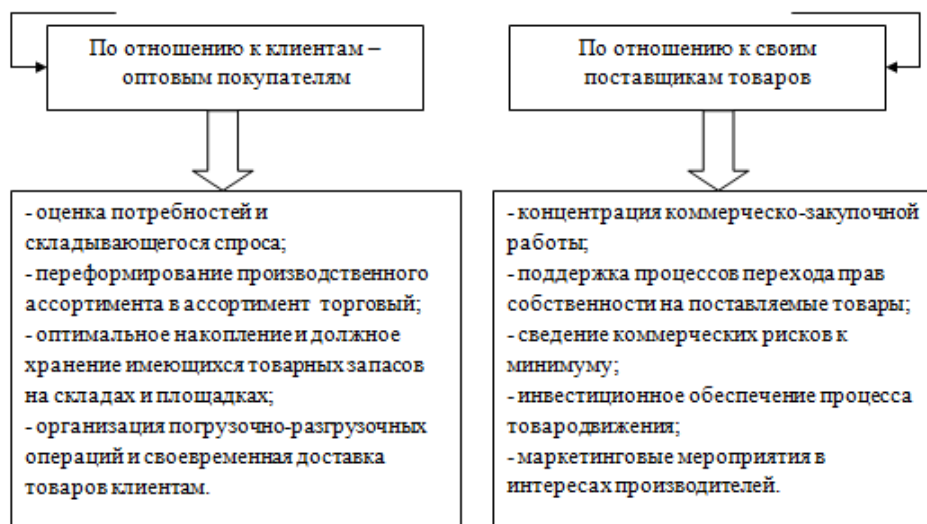 По отношению к клиентам –
оптовым покупателям
- оценка потребностей и
складывающегося спроса;
- переформирование производственного
ассортимента в ассортимент торговый;
- оптимальное накопление и должное
хранение имеющихся товарных запасов
на складах и площадках;
- организация погрузочно-разгрузочных
операций и своевременная доставка
товаров клиентам.
По отношению к своим
поставщикам товаров
- концентрация коммерческо-закупочной
работы;
- поддержка процессов перехода прав
собственности на поставляемые товары;
- сведение коммерческих рисков к
минимуму;
- инвестиционное обеспечение процесса
товародвижения;
- маркетинговые мероприятия в
интересах производителей.